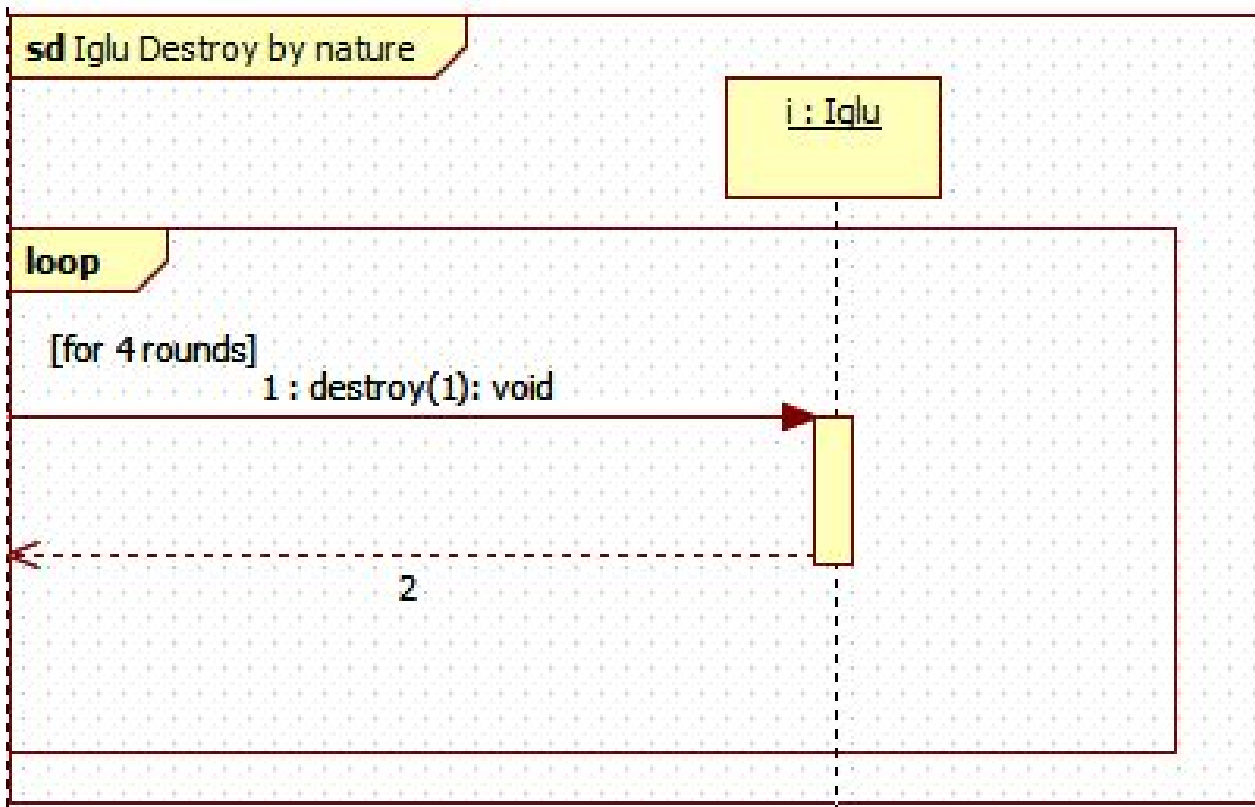 sd Iglu Destroy by nature
i : Iglu
loop
[for 4 rounds]
1 : destroy(1): void
2